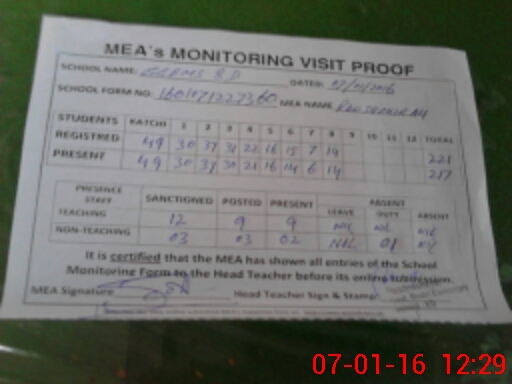 MEA's MONITORING VISIT PROOF
SCHOOL NAME: DATED: 07/01/2016
SCHOOL FORM NO: MEA NAME
STUDENTS KATCHI 1 2 3 4 5 6 7 8 9 10 11 12 TOTAL
REGISTRED 49 30 37 31 22 16 15 7 14 221
PRESENT 49 30 37 30 21 16 14 6 14 217
PRESENCE STAFF SANCTIONED POSTED PRESENT LEAVE ABSENT DUTY ABSENT
TEACHING 12 9 9 NIL NIL NIL
NON-TEACHING 03 03 02 NIL 01 NIL
It is certified that the MEA has shown all entries of the School
Monitoring Form to the Head Teacher before its online submission.
MEA Signature Head Teacher Sign & Stamp:
07-01-16 12:29